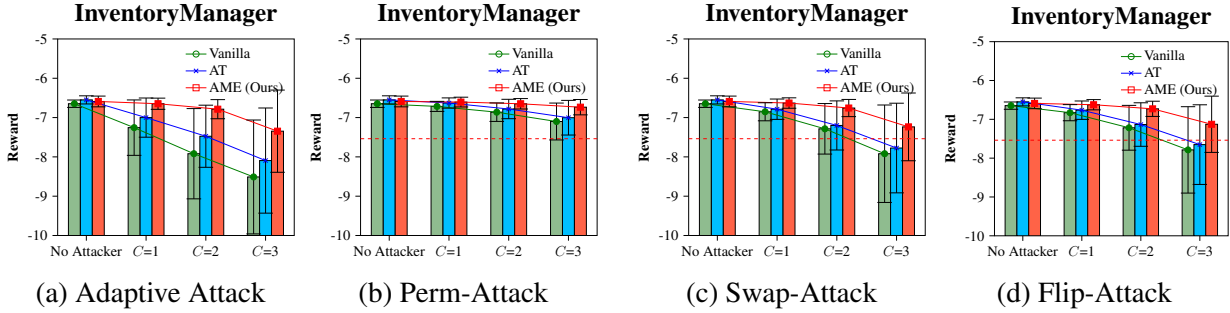 InventoryManager
-5
-6
-7
-8
-9
-10
Reward
Vanilla
AT
AME (Ours)
No Attacker C=1 C=2 C=3
(a) Adaptive Attack
InventoryManager
-5
-6
-7
-8
-9
-10
Reward
Vanilla
AT
AME (Ours)
No Attacker C=1 C=2 C=3
(b) Perm-Attack
InventoryManager
-5
-6
-7
-8
-9
-10
Reward
Vanilla
AT
AME (Ours)
No Attacker C=1 C=2 C=3
(c) Swap-Attack
InventoryManager
-5
-6
-7
-8
-9
-10
Reward
Vanilla
AT
AME (Ours)
No Attacker C=1 C=2 C=3
(d) Flip-Attack